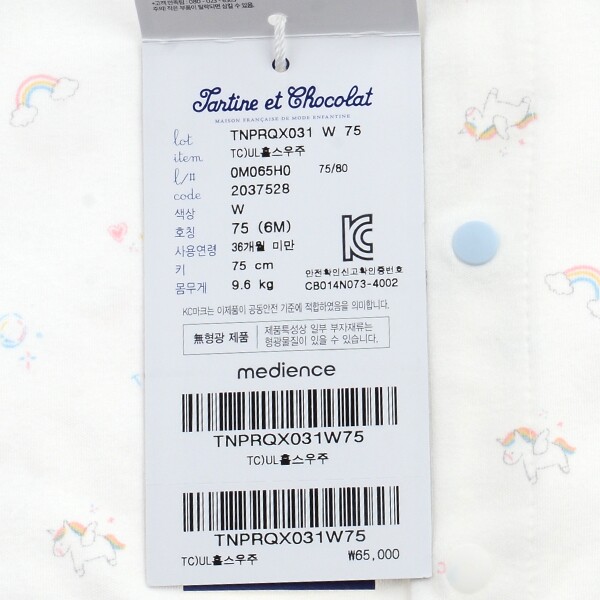 Tartine et Chocolat
MAISON FRANÇAISE DE MODE ENFANTINE
lot TNPRQX031 W 75
item TC)UL홀스우주
l/# 0M065H0 75/80
code 2037528
색상 W
호칭 75 (6M)
사용연령 36개월 미만
키 75 cm
몸무게 9.6 kg
안전확인신고확인증번호
CB014N073-4002
KC마크는 이제품이 공통안전 기준에 적합하였음을 의미합니다.
無형광 제품
제품특성상 일부 부자재류는
형광물질이 있을 수 있습니다.
medience
TNPRQX031W75
TC)UL홀스우주
TNPRQX031W75
TC)UL홀스우주 ₩65,000